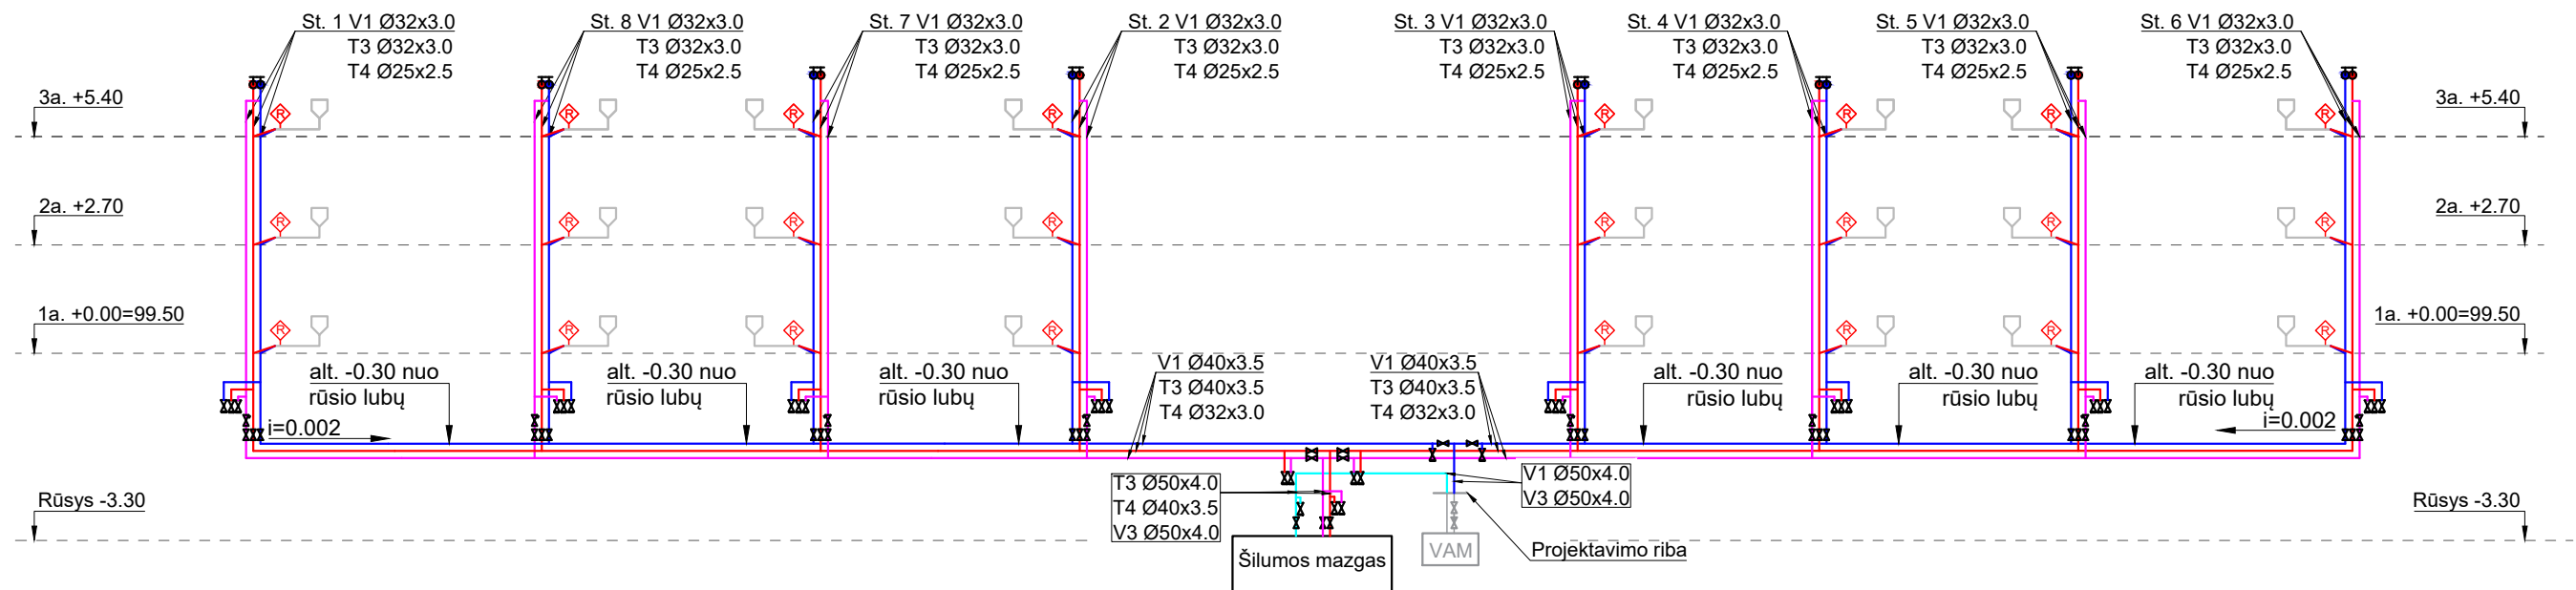 St. 1 V1 Ø32x3.0
T3 Ø32x3.0
T4 Ø25x2.5
St. 8 V1 Ø32x3.0
T3 Ø32x3.0
T4 Ø25x2.5
St. 7 V1 Ø32x3.0
T3 Ø32x3.0
T4 Ø25x2.5
St. 2 V1 Ø32x3.0
T3 Ø32x3.0
T4 Ø25x2.5
St. 3 V1 Ø32x3.0
T3 Ø32x3.0
T4 Ø25x2.5
St. 4 V1 Ø32x3.0
T3 Ø32x3.0
T4 Ø25x2.5
St. 5 V1 Ø32x3.0
T3 Ø32x3.0
T4 Ø25x2.5
St. 6 V1 Ø32x3.0
T3 Ø32x3.0
T4 Ø25x2.5
3a. +5.40
R R R R R R R R
3a. +5.40
2a. +2.70
R R R R R R R R
2a. +2.70
1a. +0.00=99.50
R R R R R R R R
1a. +0.00=99.50
alt. -0.30 nuo
rūsio lubų
alt. -0.30 nuo
rūsio lubų
alt. -0.30 nuo
rūsio lubų
V1 Ø40x3.5
T3 Ø40x3.5
T4 Ø32x3.0
V1 Ø40x3.5
T3 Ø40x3.5
T4 Ø32x3.0
alt. -0.30 nuo
rūsio lubų
alt. -0.30 nuo
rūsio lubų
alt. -0.30 nuo
rūsio lubų
i=0.002
i=0.002
T3 Ø50x4.0
T4 Ø40x3.5
V3 Ø50x4.0
V1 Ø50x4.0
V3 Ø50x4.0
Rūsys -3.30
Rūsys -3.30
Šilumos mazgas
VAM
Projektavimo riba